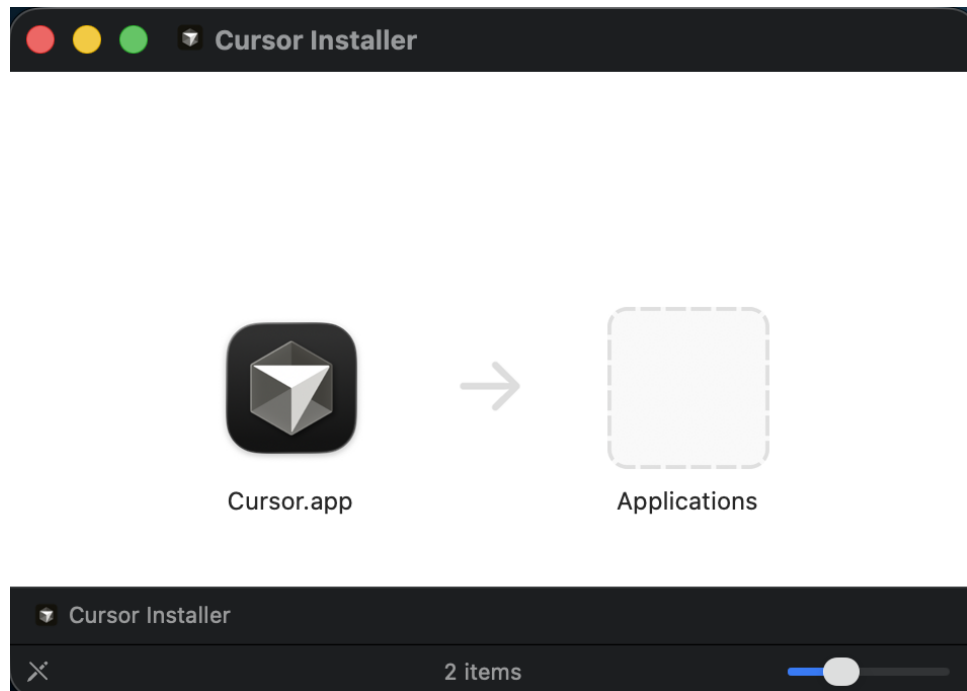 Cursor Installer
Cursor.app
Applications
Cursor Installer
2 items